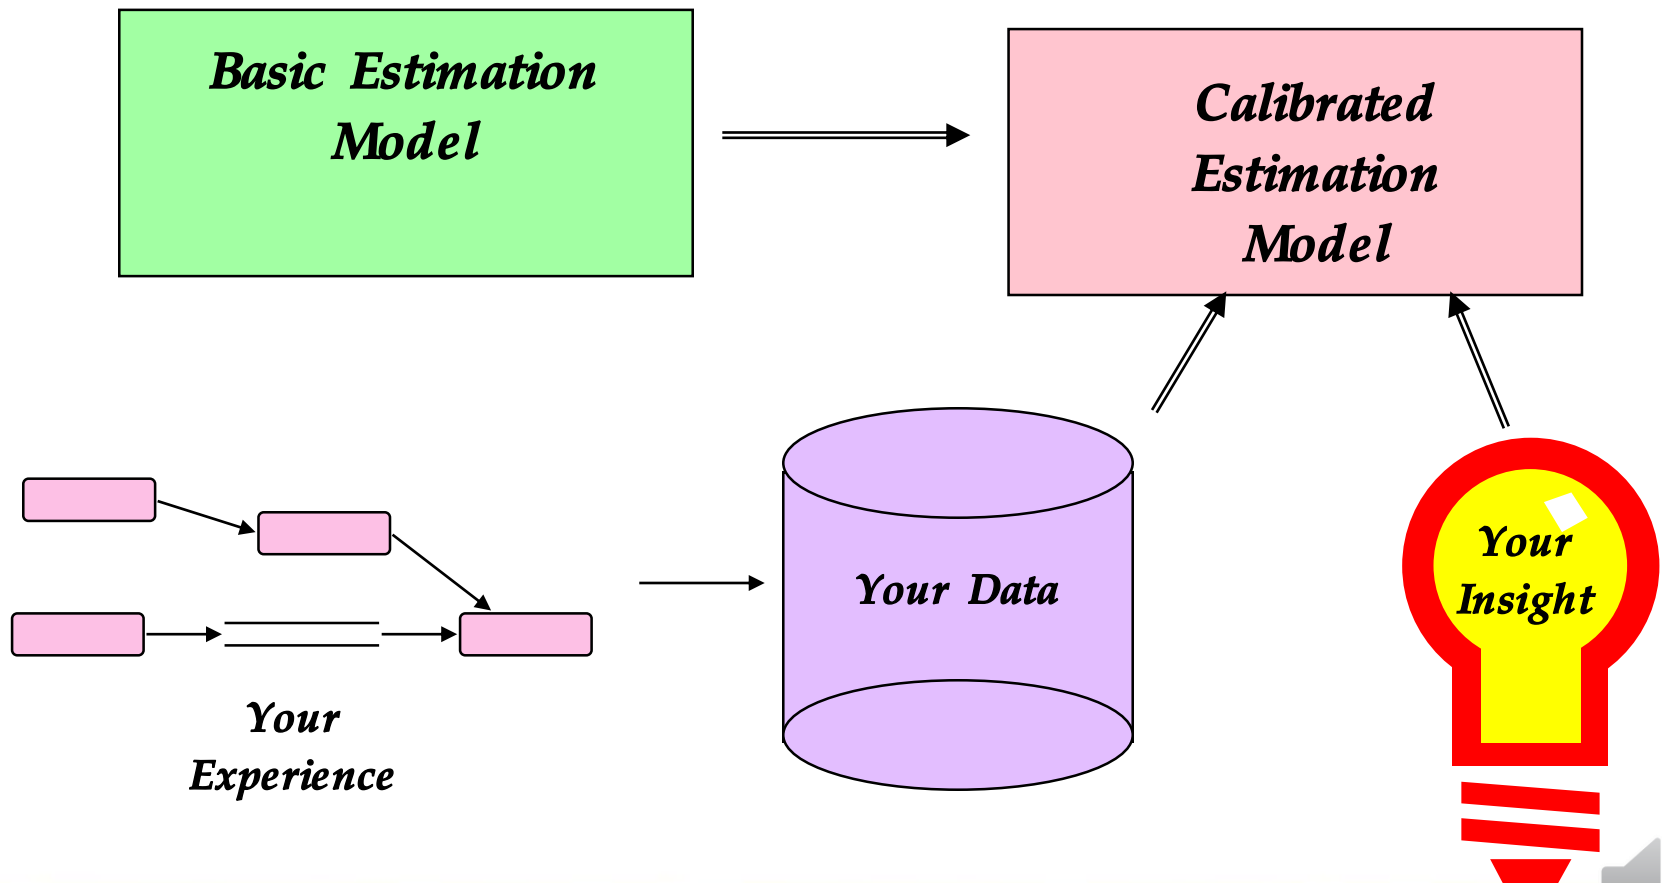 Basic Estimation
Model
Calibrated
Estimation
Model
Your
Experience
Your Data
Your
Insight